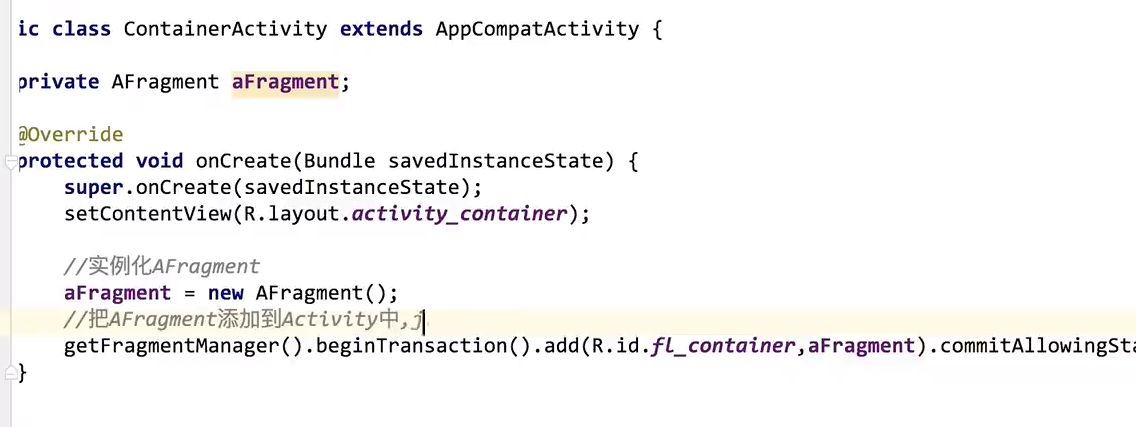 ic class ContainerActivity extends AppCompatActivity {
private AFragment aFragment;
@Override
protected void onCreate(Bundle savedInstanceState) {
super.onCreate(savedInstanceState);
setContentView(R.layout.activity_container);
//实例化AFragment
aFragment = new AFragment();
//把AFragment添加到Activity中,j
getFragmentManager().beginTransaction().add(R.id.fl_container,aFragment).commitAllowingSta
}